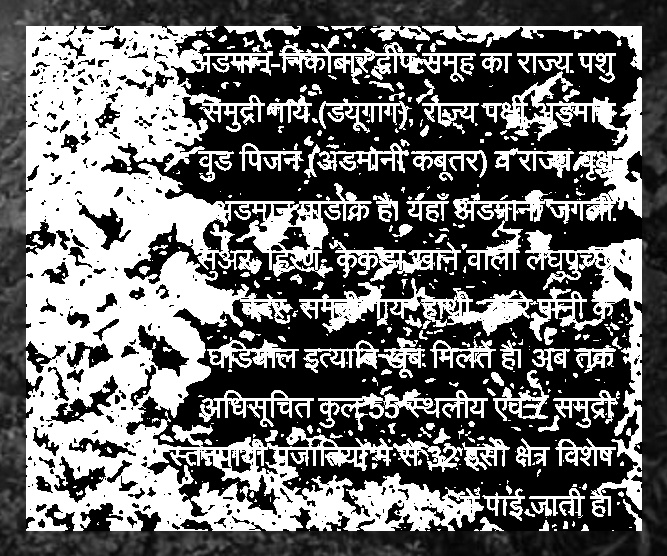 अंडमान-निकोबार द्वीप समूह का राज्य पशु
समुद्री गाय (डयूगांग), राज्य पक्षी अंडमान
वुड पिजन (अंडमानी कबूतर) व राज्य वृक्ष
अंडमान पाडोक है। यहाँ अंडमानी जंगली
सुअर, हिरण, केकड़ा खाने वाला लघुपुच्छ
बंदर, समुद्री गाय, हाथी, खारे पानी के
घड़ियाल इत्यादि खूब मिलते हैं। अब तक
अधिसूचित कुल 55 स्थलीय एवं 7 समुद्री
स्तनपायी प्रजातियों में से 32 इसी क्षेत्र विशेष
में पाई जाती हैं।